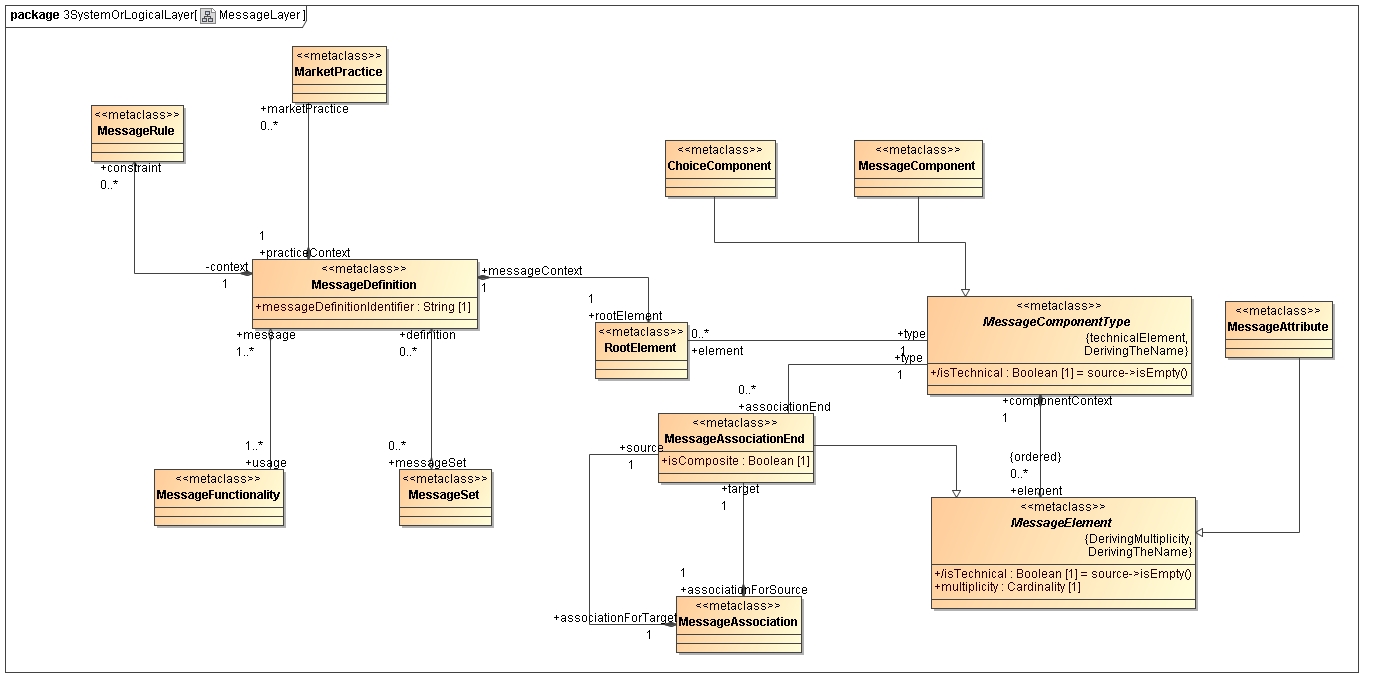 package 3SystemOrLogicalLayer[ MessageLayer]
<<metaclass>>
MarketPractice
+marketPractice
0..*
<<metaclass>>
MessageRule
+constraint
0..*
<<metaclass>>
ChoiceComponent
<<metaclass>>
MessageComponent
1
+practiceContext
-context
1
<<metaclass>>
MessageDefinition
+messageDefinitionIdentifier : String [1]
+messageContext
1
1
+rootElement
<<metaclass>>
RootElement
0..*
+element
+type
1
+type
1
<<metaclass>>
MessageComponentType
{technicalElement,
DerivingTheName}
+/isTechnical : Boolean [1] = source->isEmpty()
<<metaclass>>
MessageAttribute
+message
1..*
+definition
0..*
1..*
+usage
0..*
+messageSet
<<metaclass>>
MessageFunctionality
<<metaclass>>
MessageSet
0..*
+associationEnd
<<metaclass>>
MessageAssociationEnd
+isComposite : Boolean [1]
+source
1
+target
1
+componentContext
1
{ordered}
0..*
+element
<<metaclass>>
MessageElement
{DerivingMultiplicity,
DerivingTheName}
+/isTechnical : Boolean [1] = source->isEmpty()
+multiplicity : Cardinality [1]
1
+associationForSource
+associationForTarget
1
<<metaclass>>
MessageAssociation